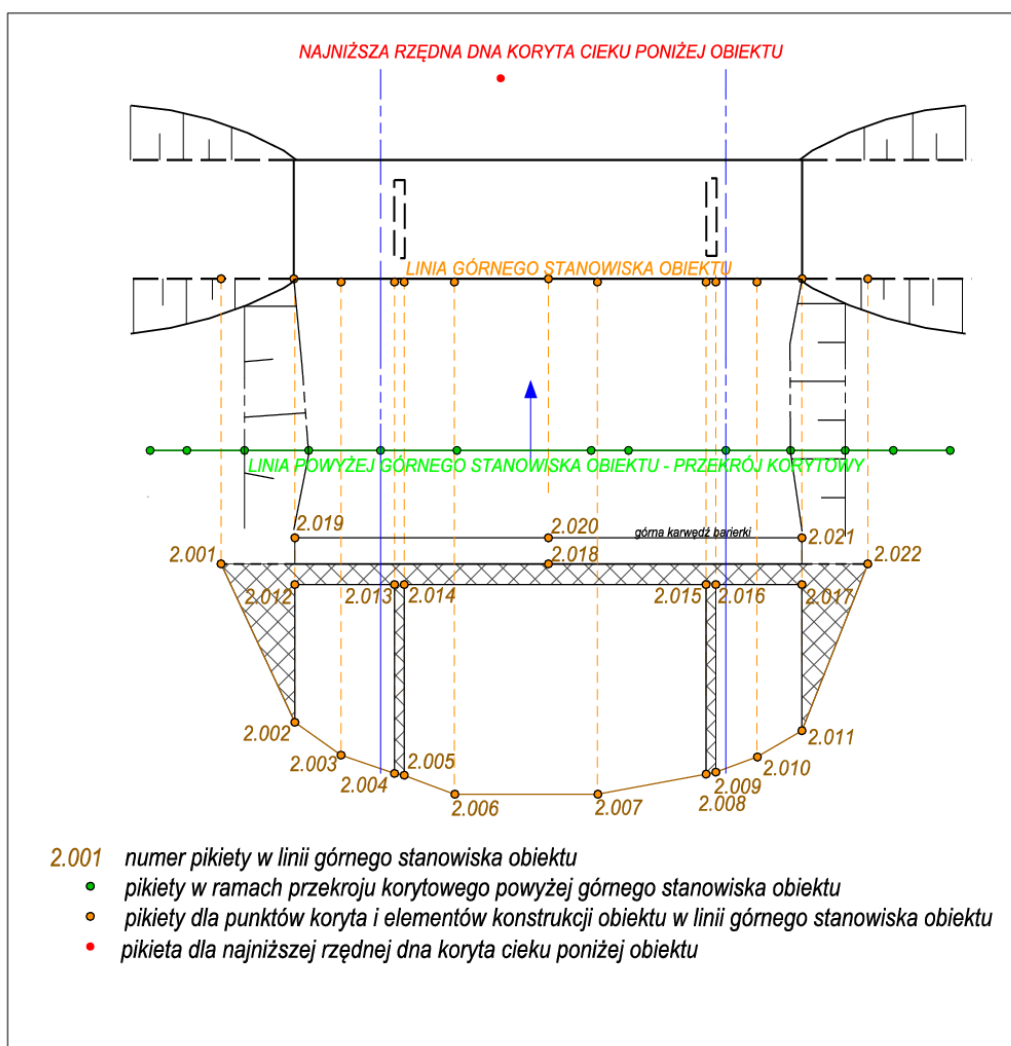 NAJNIŻSZA RZĘDNA DNA KORYTA CIEKU PONIŻEJ OBIEKTU
LINIA GÓRNEGO STANOWISKA OBIEKTU
LINIA POWYŻEJ GÓRNEGO STANOWISKA OBIEKTU - PRZEKRÓJ KORYTOWY
2.019
2.020
górna karwędź barierki
2.021
2.001
2.018
2.022
2.012
2.013
2.014
2.015
2.016
2.017
2.002
2.011
2.003
2.004
2.005
2.010
2.009
2.006
2.007
2.008
2.001 numer pikiety w linii górnego stanowiska obiektu
pikiety w ramach przekroju korytowego powyżej górnego stanowiska obiektu
pikiety dla punktów koryta i elementów konstrukcji obiektu w linii górnego stanowiska obiektu
pikieta dla najniższej rzędnej dna koryta cieku poniżej obiektu